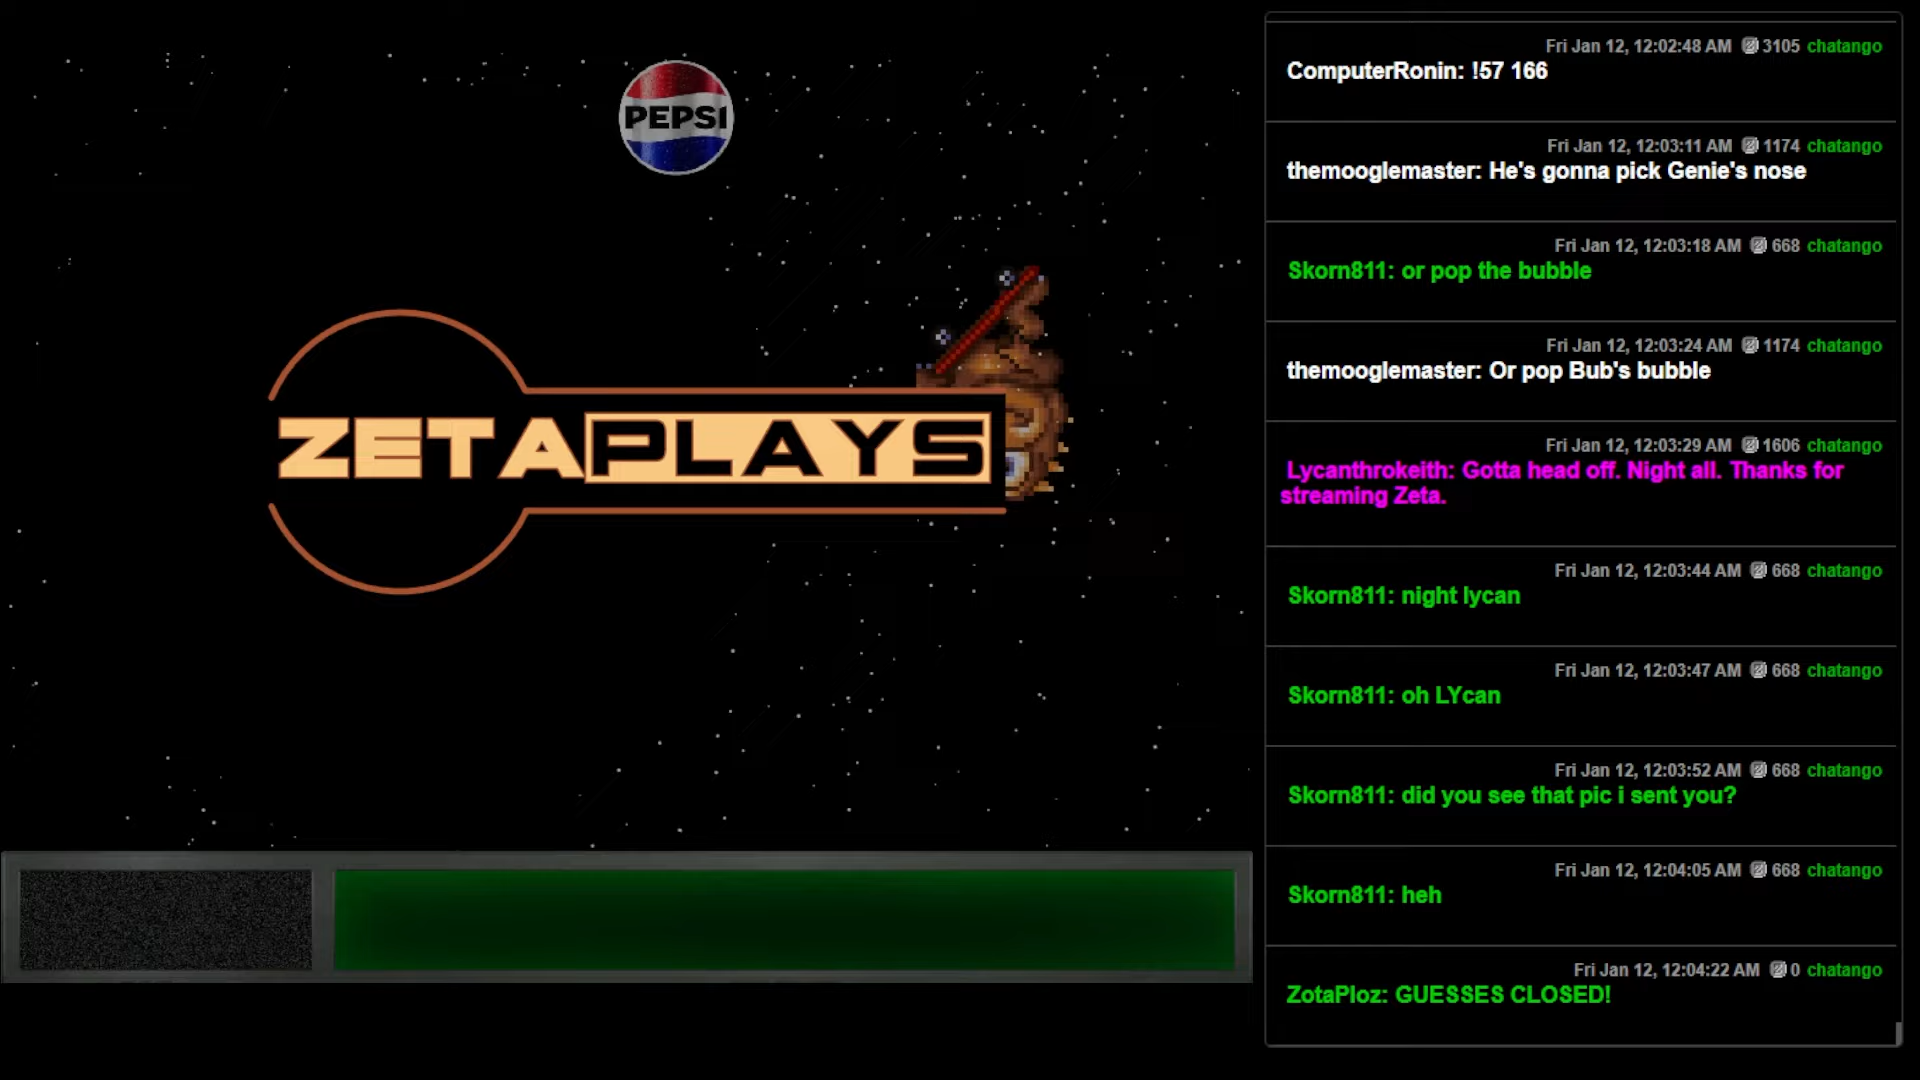 PEPSI
ZETAPLAYS
Fri Jan 12, 12:02:48 AM 3105 chatango
ComputerRonin: !57 166
Fri Jan 12, 12:03:11 AM 1174 chatango
themooglemaster: He's gonna pick Genie's nose
Fri Jan 12, 12:03:18 AM 668 chatango
Skorn811: or pop the bubble
Fri Jan 12, 12:03:24 AM 1174 chatango
themooglemaster: Or pop Bub's bubble
Fri Jan 12, 12:03:29 AM 1606 chatango
Lycanthrokeith: Gotta head off. Night all. Thanks for
streaming Zeta.
Fri Jan 12, 12:03:44 AM 668 chatango
Skorn811: night lycan
Fri Jan 12, 12:03:47 AM 668 chatango
Skorn811: oh LYcan
Fri Jan 12, 12:03:52 AM 668 chatango
Skorn811: did you see that pic i sent you?
Fri Jan 12, 12:04:05 AM 668 chatango
Skorn811: heh
Fri Jan 12, 12:04:22 AM 0 chatango
ZotaPloz: GUESSES CLOSED!